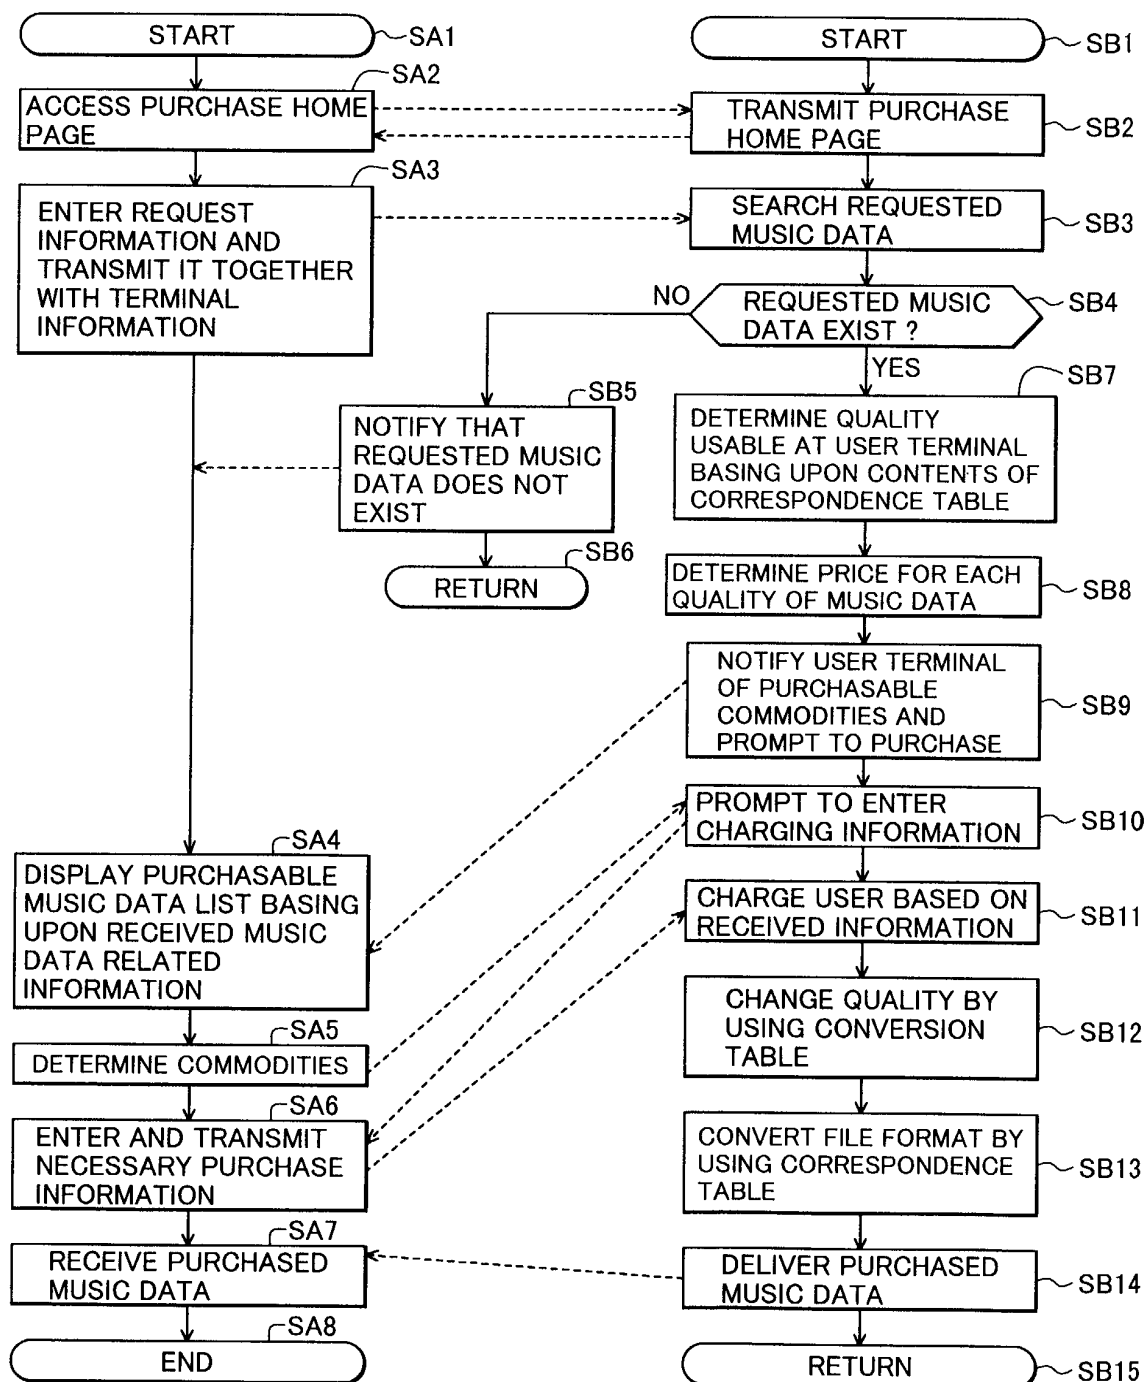 START
SA1
SA2
ACCESS PURCHASE HOME
PAGE
SA3
ENTER REQUEST
INFORMATION AND
TRANSMIT IT TOGETHER
WITH TERMINAL
INFORMATION
SA4
DISPLAY PURCHASABLE
MUSIC DATA LIST BASING
UPON RECEIVED MUSIC
DATA RELATED
INFORMATION
SA5
DETERMINE COMMODITIES
SA6
ENTER AND TRANSMIT
NECESSARY PURCHASE
INFORMATION
SA7
RECEIVE PURCHASED
MUSIC DATA
SA8
END
START
SB1
TRANSMIT PURCHASE
HOME PAGE
SB2
SEARCH REQUESTED
MUSIC DATA
SB3
NO
REQUESTED MUSIC
DATA EXIST ?
SB4
YES
SB5
NOTIFY THAT
REQUESTED MUSIC
DATA DOES NOT
EXIST
SB6
RETURN
SB7
DETERMINE QUALITY
USABLE AT USER TERMINAL
BASING UPON CONTENTS OF
CORRESPONDENCE TABLE
DETERMINE PRICE FOR EACH
QUALITY OF MUSIC DATA
SB8
NOTIFY USER TERMINAL
OF PURCHASABLE
COMMODITIES AND
PROMPT TO PURCHASE
SB9
PROMPT TO ENTER
CHARGING INFORMATION
SB10
CHARGE USER BASED ON
RECEIVED INFORMATION
SB11
CHANGE QUALITY BY
USING CONVERSION
TABLE
SB12
CONVERT FILE FORMAT BY
USING CORRESPONDENCE
TABLE
SB13
DELIVER PURCHASED
MUSIC DATA
SB14
RETURN
SB15